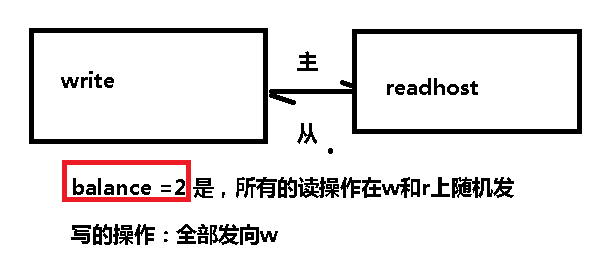 write
主
readhost
从
balance =2 是，所有的读操作在w和r上随机发
写的操作：全部发向w